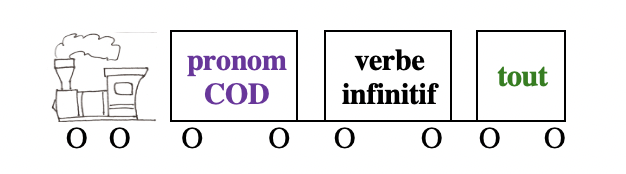 pronom COD
verbe infinitif
tout
O O O O O O O O